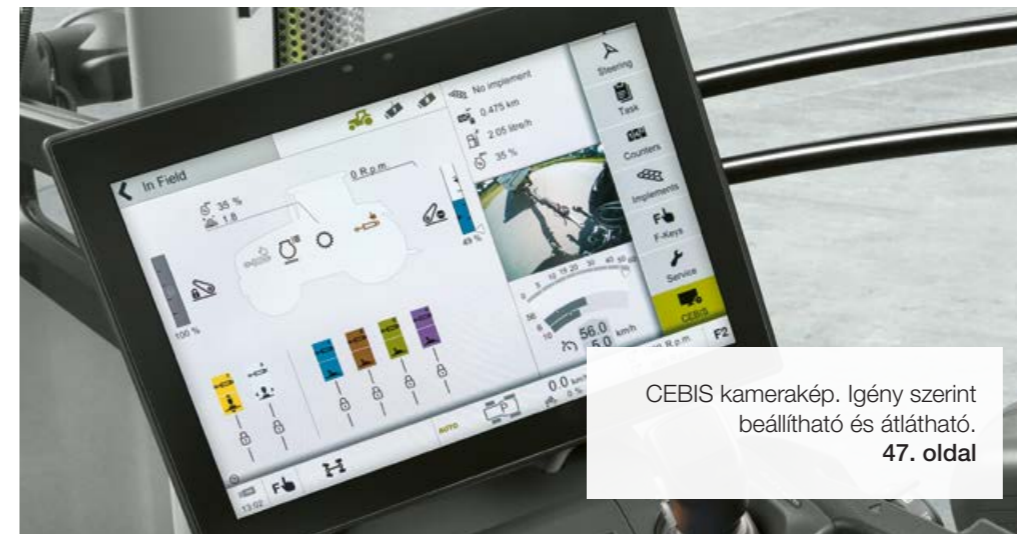 In Field
35 %
1.8
0 R.p.m.
100 %
49 %
No implement
0.475 km
2.05 litre/h
35 %
Steering
Task
Counters
Implements
F-Keys
Service
CEBIS
56.0 km/h
5.0
F2
0.0
0 %
AUTO
P
F
13:02
CEBIS kamerakép. Igény szerint
beállítható és átlátható.
47. oldal